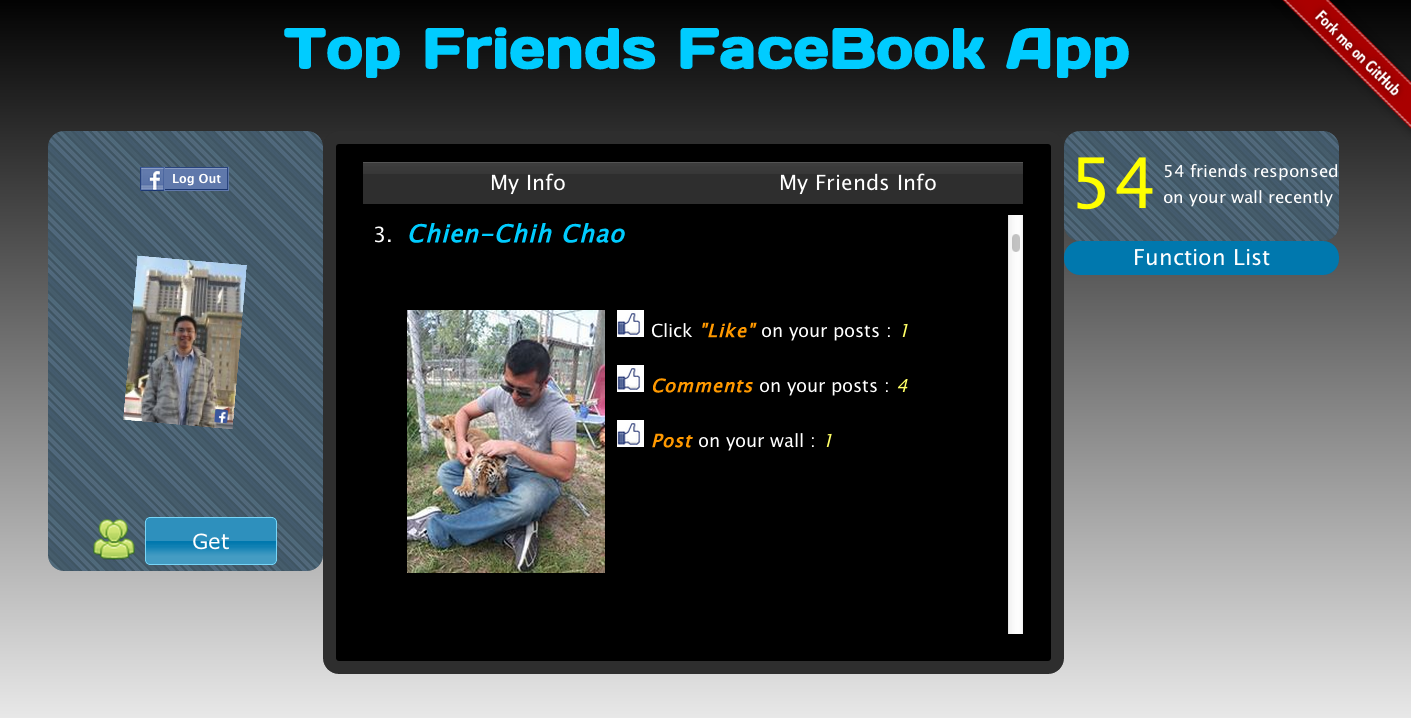 Top Friends FaceBook App
Fork me on GitHub
f Log Out
Get
My Info
My Friends Info
3. Chien-Chih Chao
Click "Like" on your posts : 1
Comments on your posts : 4
Post on your wall : 1
54
54 friends responsed
on your wall recently
Function List